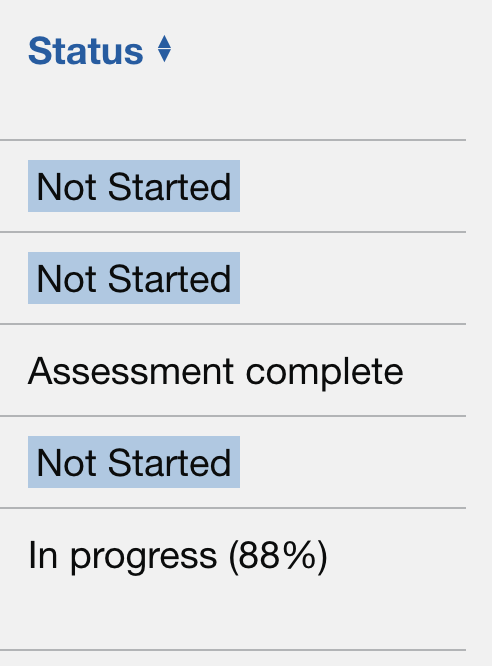 Status
Not Started
Not Started
Assessment complete
Not Started
In progress (88%)